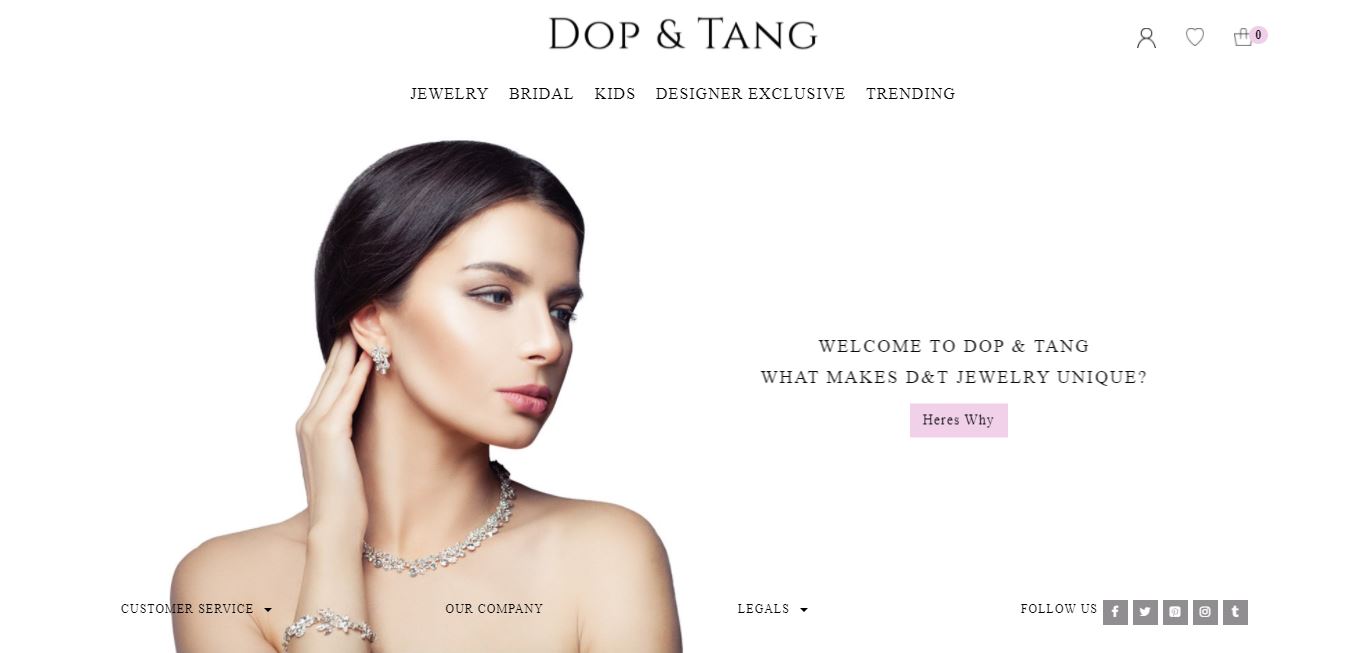 DOP & TANG
0
JEWELRY BRIDAL KIDS DESIGNER EXCLUSIVE TRENDING
WELCOME TO DOP & TANG
WHAT MAKES D&T JEWELRY UNIQUE?
Heres Why
CUSTOMER SERVICE OUR COMPANY LEGALS FOLLOW US